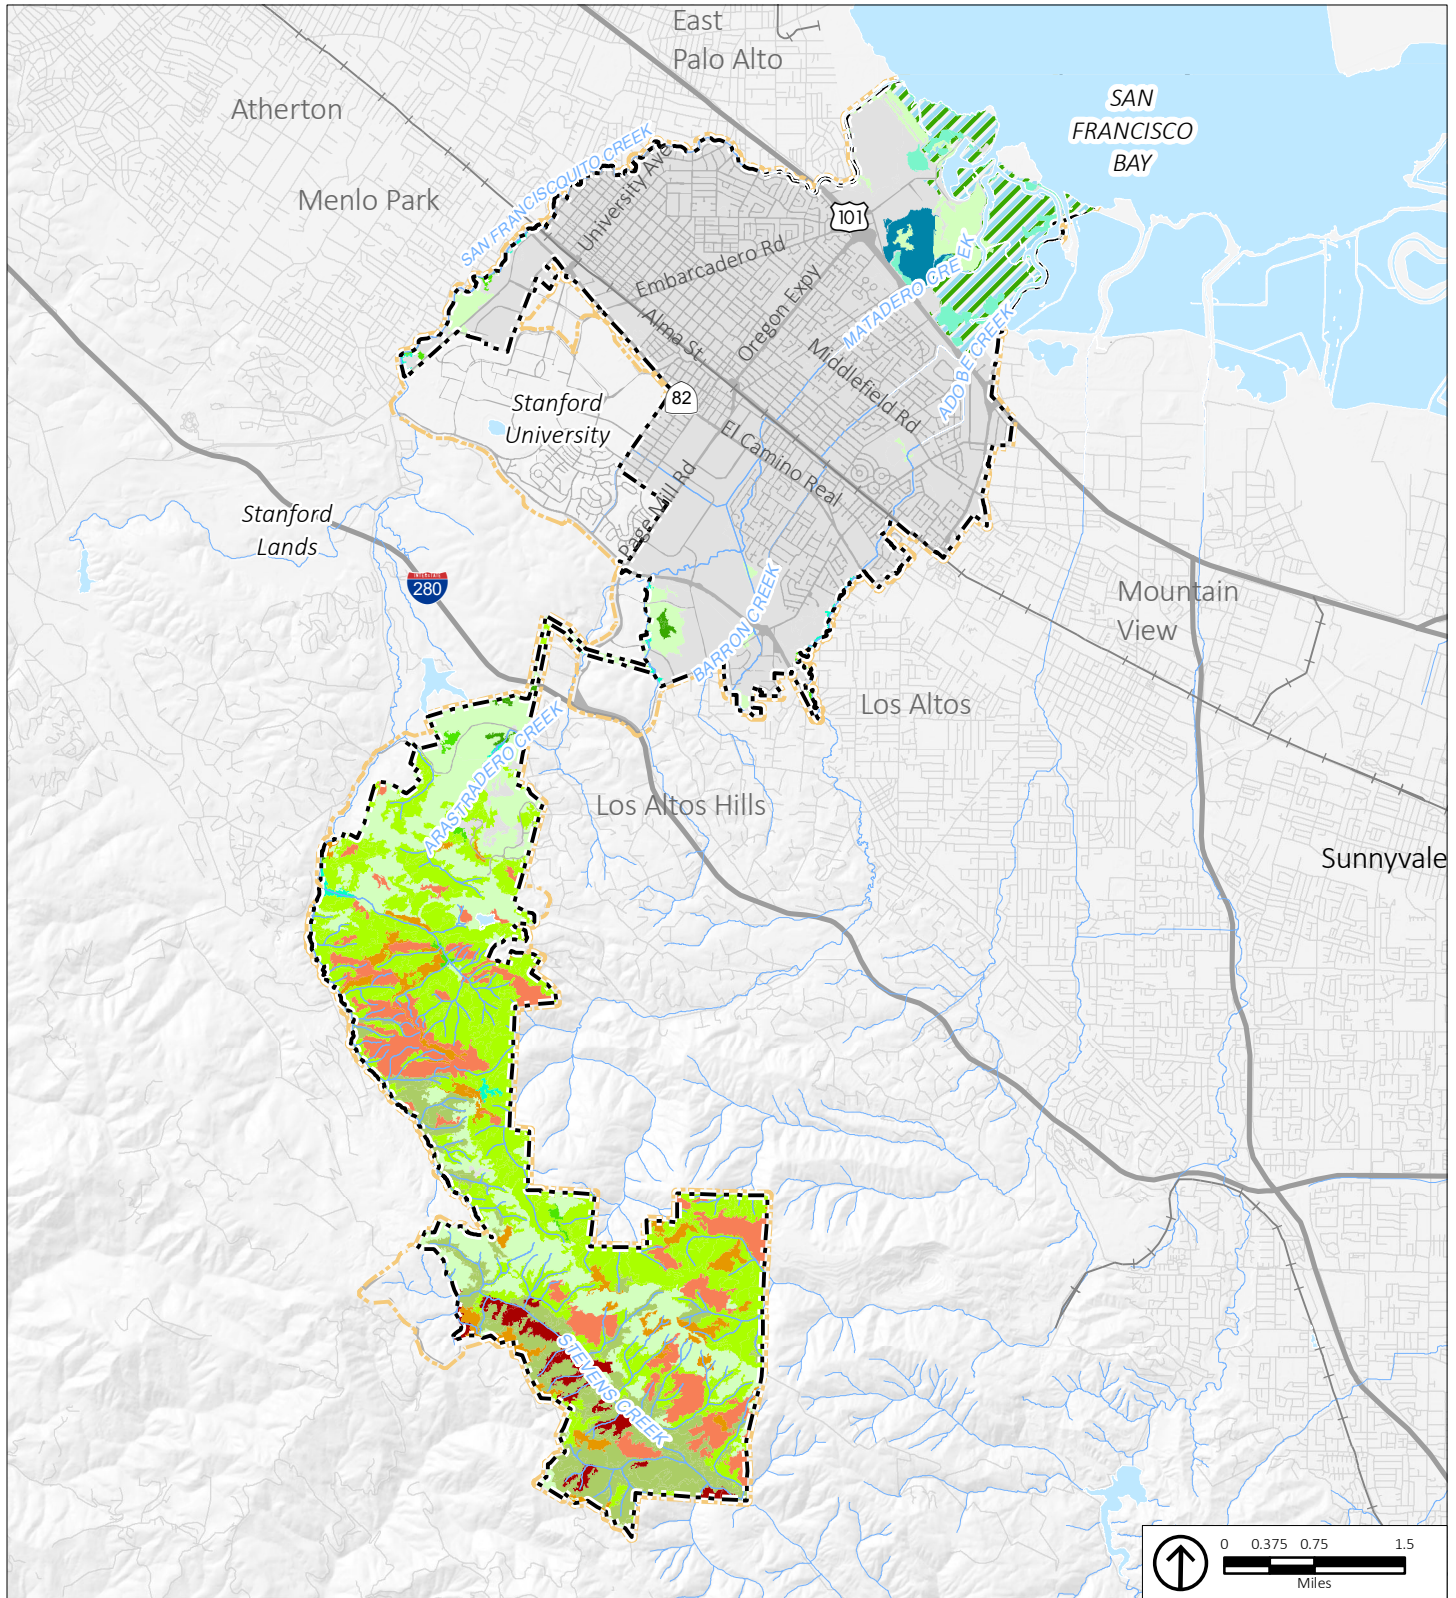 East
Palo Alto
SAN
FRANCISCO
BAY
Atherton
SAN FRANCISQUITO CREEK
University Ave
Menlo Park
101
Embarcadero Rd
Oregon Expy
MATADERO CREEK
Alma St
Middlefield Rd
ADOBE CREEK
82
Stanford
University
El Camino Real
Page Mill Rd
Stanford
Lands
INTERSTATE
280
BARRON CREEK
Mountain
View
Los Altos
ARASTRADERO CREEK
Los Altos Hills
Sunnyvale
STEVENS CREEK
0 0.375 0.75 1.5
Miles